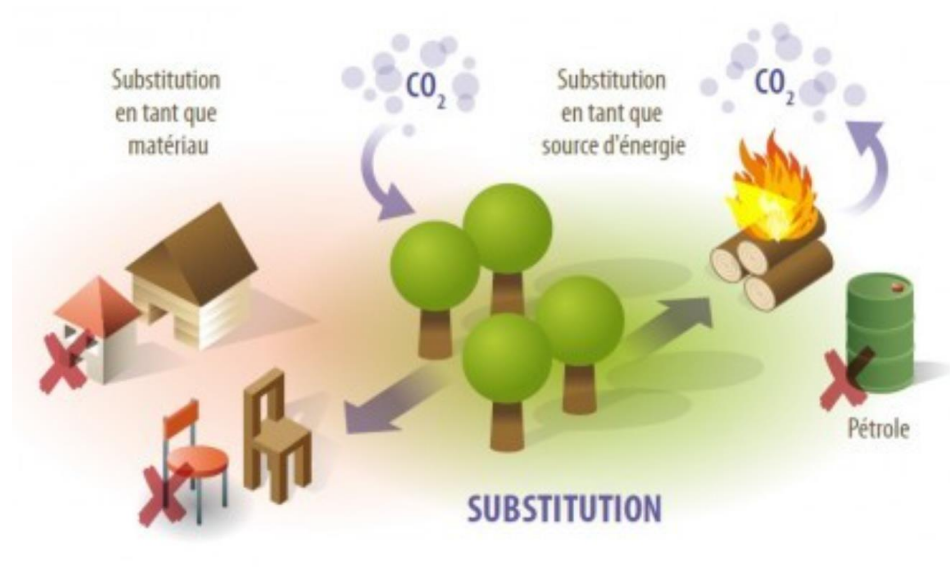 Substitution
en tant que
matériau
CO₂
Substitution
en tant que
source d'énergie
CO₂
Pétrole
SUBSTITUTION